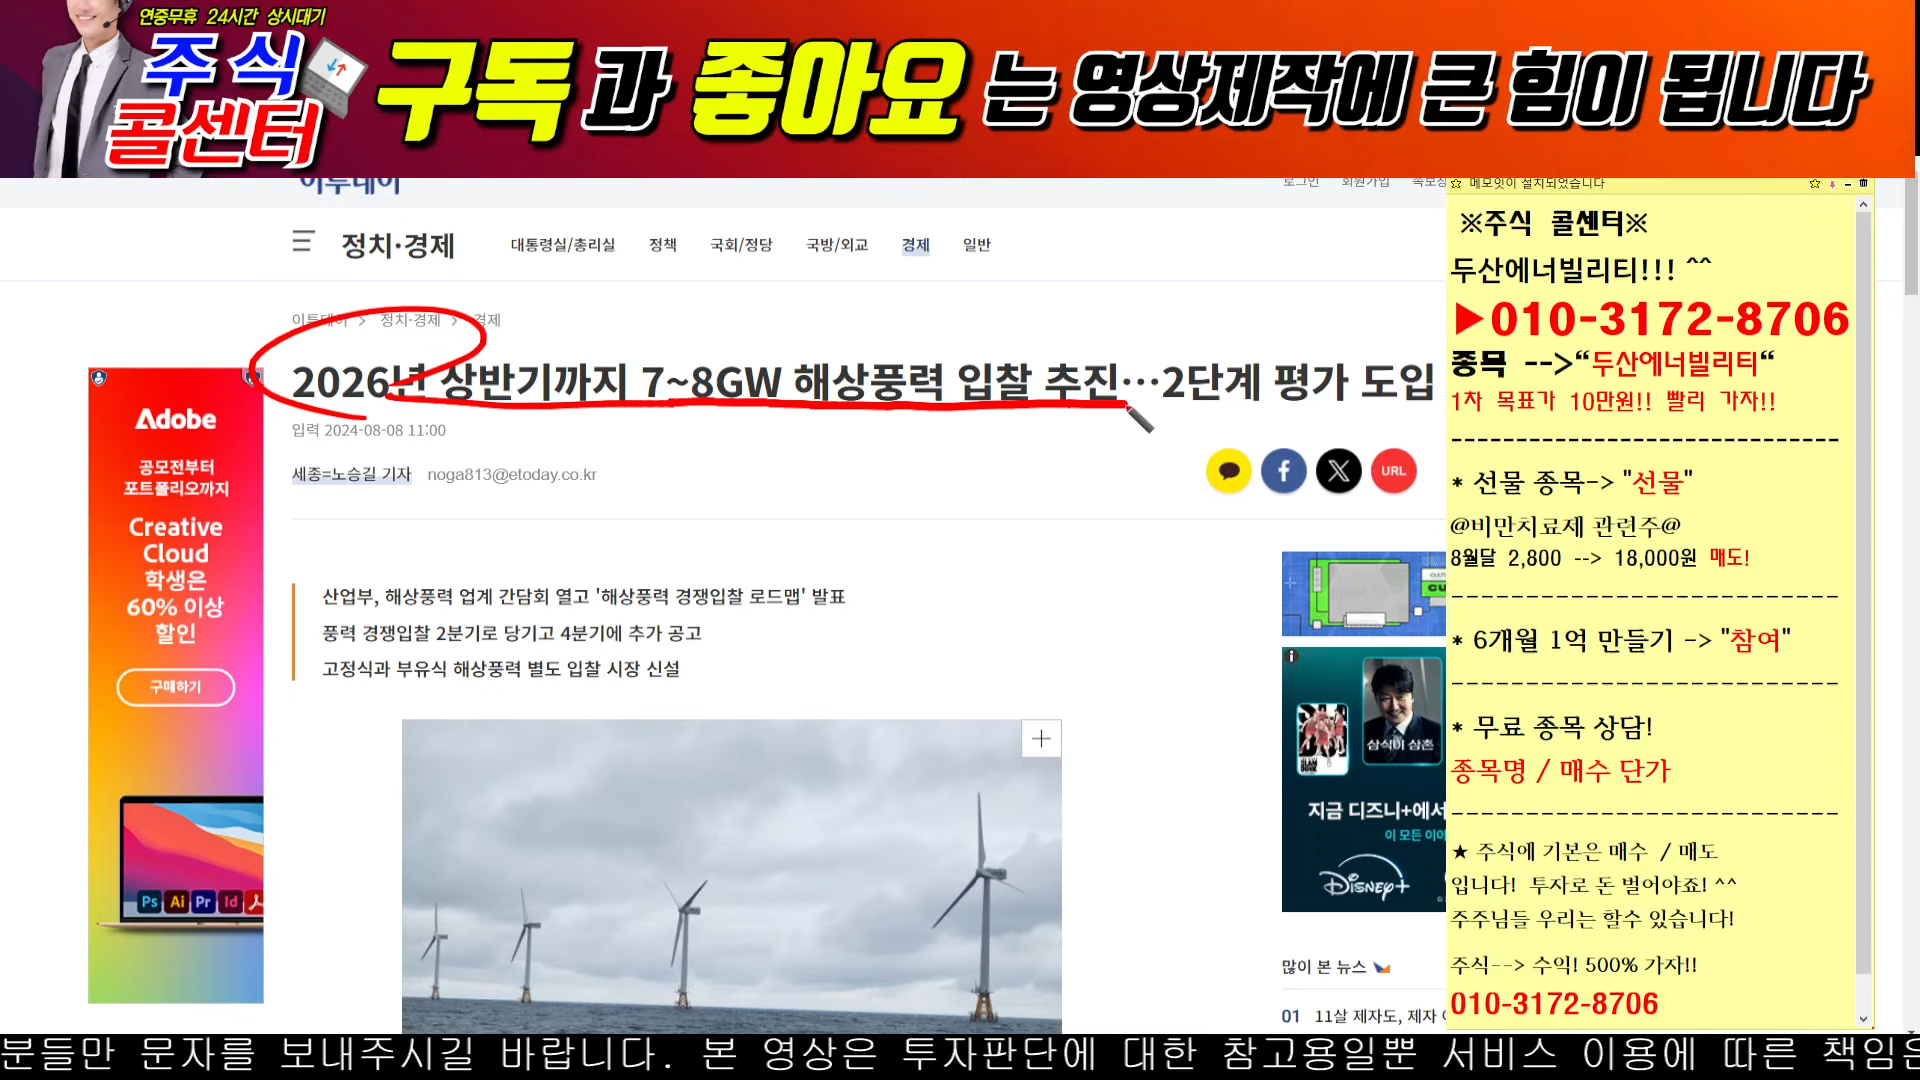 연중무휴 24시간 상시대기
주식
콜센터
구독과 좋아요는 영상제작에 큰 힘이 됩니다
이투데이
로그인 회원가입
메모잇이 설치되었습니다
정치·경제
대통령실/총리실 정책 국회/정당 국방/외교 경제 일반
이투데이 > 정치·경제 > 경제
2026년 상반기까지 7~8GW 해상풍력 입찰 추진…2단계 평가 도입
입력 2024-08-08 11:00
세종=노승길 기자 noga813@etoday.co.kr
URL
산업부, 해상풍력 업계 간담회 열고 '해상풍력 경쟁입찰 로드맵' 발표
풍력 경쟁입찰 2분기로 당기고 4분기에 추가 공고
고정식과 부유식 해상풍력 별도 입찰 시장 신설
Adobe
공모전부터
포트폴리오까지
Creative
Cloud
학생은
60% 이상
할인
구매하기
Ps Ai Pr Id
삼식이 삼촌
지금 디즈니+에서
이 모든 이야
Disney+
많이 본 뉴스
01 11살 제자도, 제자
※주식 콜센터※
두산에너빌리티!!! ^^
▶010-3172-8706
종목 -->“두산에너빌리티“
1차 목표가 10만원!! 빨리 가자!!
--------------------------
* 선물 종목-> "선물"
@비만치료제 관련주@
8월달 2,800 --> 18,000원 매도!
--------------------------
* 6개월 1억 만들기 -> "참여"
--------------------------
* 무료 종목 상담!
종목명 / 매수 단가
--------------------------
★ 주식에 기본은 매수 / 매도
입니다! 투자로 돈 벌어야죠! ^^
주주님들 우리는 할수 있습니다!
주식--> 수익! 500% 가자!!
010-3172-8706
분들만 문자를 보내주시길 바랍니다. 본 영상은 투자판단에 대한 참고용일뿐 서비스 이용에 따른 책임은